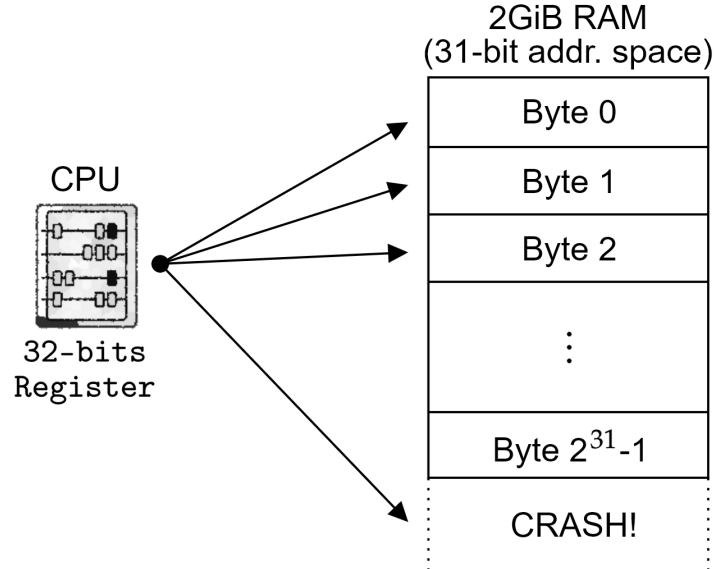 2GiB RAM
(31-bit addr. space)
Byte 0
CPU
Byte 1
Byte 2
32-bits
Register
⋮
Byte 2³¹-1
CRASH!